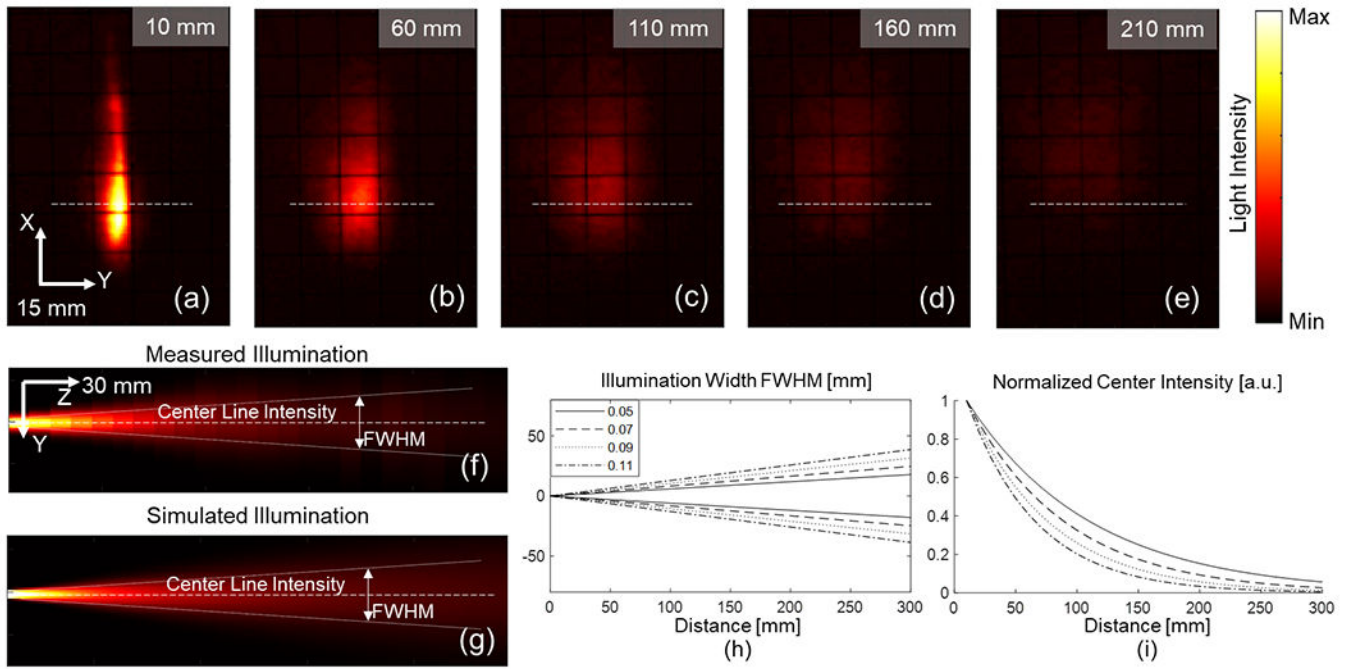 10 mm
60 mm
110 mm
160 mm
210 mm
Max
Light Intensity
Min
X
Y
15 mm
(a)
(b)
(c)
(d)
(e)
Measured Illumination
Z
30 mm
Y
Center Line Intensity
FWHM
(f)
Simulated Illumination
Center Line Intensity
FWHM
(g)
Illumination Width FWHM [mm]
0.05
0.07
0.09
0.11
50
0
-50
0 50 100 150 200 250 300
Distance [mm]
(h)
Normalized Center Intensity [a.u.]
1
0.8
0.6
0.4
0.2
0
0 50 100 150 200 250 300
Distance [mm]
(i)